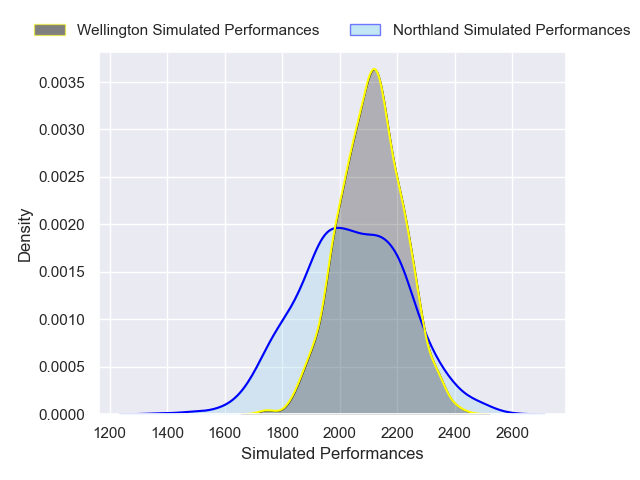 Wellington Simulated Performances
Northland Simulated Performances
0.0035
0.0030
0.0025
0.0020
0.0015
0.0010
0.0005
0.0000
Density
1200 1400 1600 1800 2000 2200 2400 2600
Simulated Performances